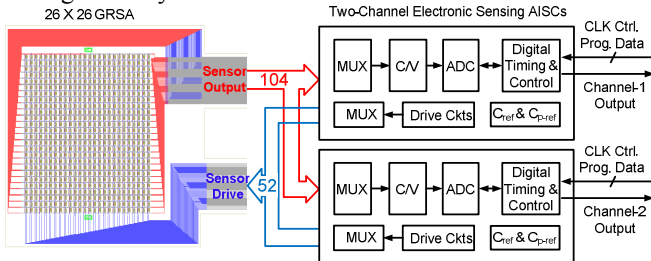 26 X 26 GRSA
Two-Channel Electronic Sensing AISCs
Sensor
Output
104
Sensor
Drive
52
MUX
C/V
ADC
Digital
Timing &
Control
MUX
Drive Ckts
Cref & Cp-ref
CLK Ctrl.
Prog. Data
Channel-1
Output
MUX
C/V
ADC
Digital
Timing &
Control
MUX
Drive Ckts
Cref & Cp-ref
CLK Ctrl.
Prog. Data
Channel-2
Output